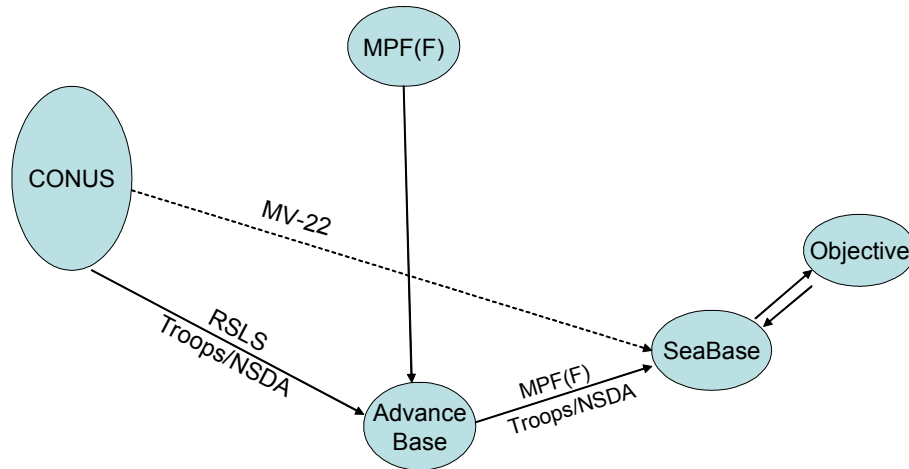 MPF(F)
CONUS
MV-22
Objective
RSLS
Troops/NSDA
SeaBase
MPF(F)
Troops/NSDA
Advance
Base